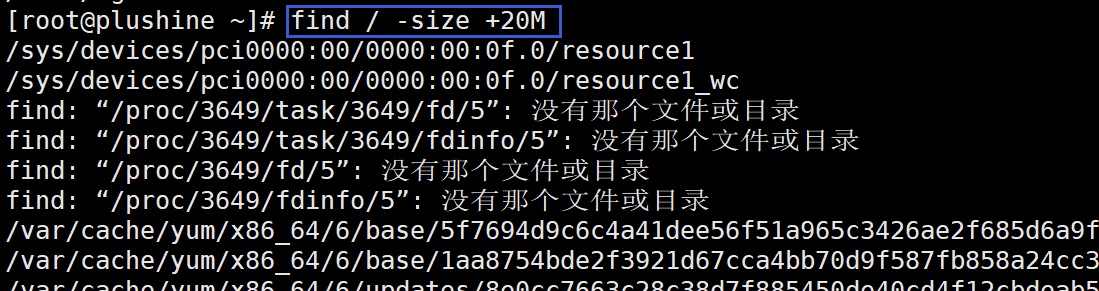 [root@plushine ~]# find / -size +20M
/sys/devices/pci0000:00/0000:00:0f.0/resource1
/sys/devices/pci0000:00/0000:00:0f.0/resource1_wc
find: “/proc/3649/task/3649/fd/5”: 没有那个文件或目录
find: “/proc/3649/task/3649/fdinfo/5”: 没有那个文件或目录
find: “/proc/3649/fd/5”: 没有那个文件或目录
find: “/proc/3649/fdinfo/5”: 没有那个文件或目录
/var/cache/yum/x86_64/6/base/5f7694d9c6c4a41dee56f51a965c3426ae2f685d6a9f
/var/cache/yum/x86_64/6/base/1aa8754bde2f3921d67cca4bb70d9f587fb858a24cc3